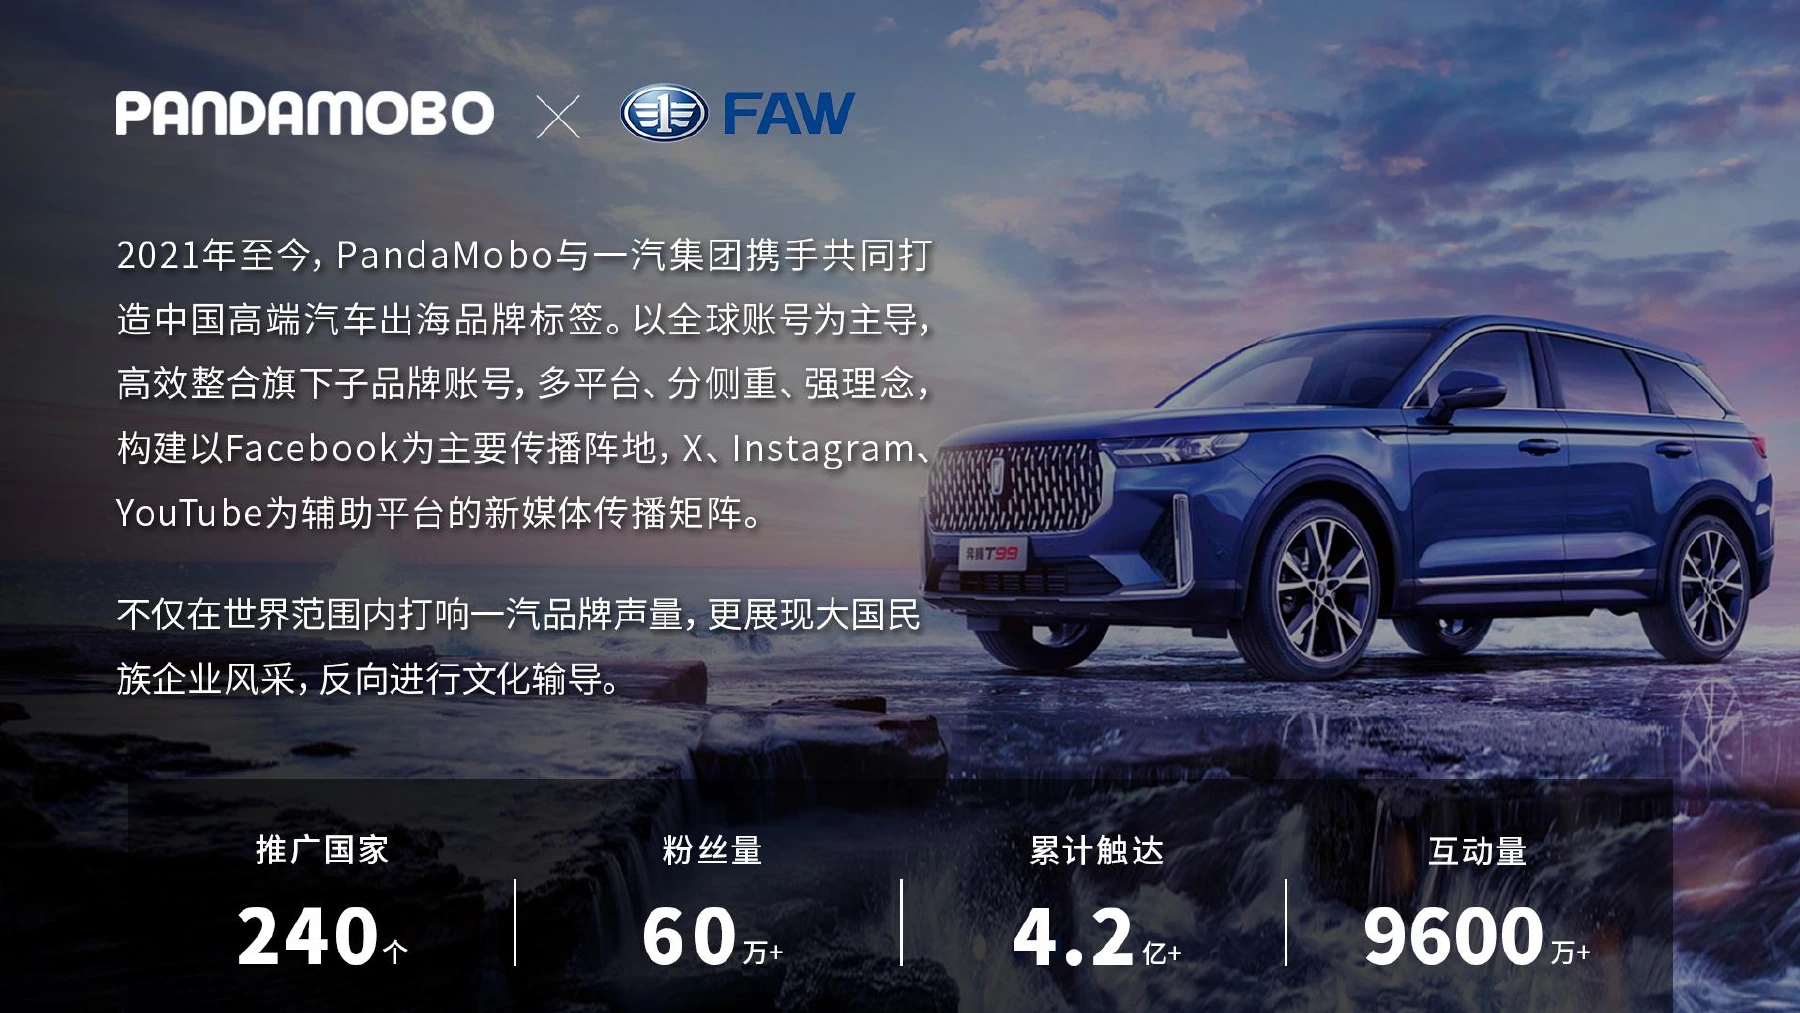 PANDAMOBO × FAW
2021年至今，PandaMobo与一汽集团携手共同打
造中国高端汽车出海品牌标签。以全球账号为主导，
高效整合旗下子品牌账号，多平台、分侧重、强理念，
构建以Facebook为主要传播阵地，X、Instagram、
YouTube为辅助平台的新媒体传播矩阵。
不仅在世界范围内打响一汽品牌声量，更展现大国民
族企业风采，反向进行文化输导。
奔腾T99
推广国家 粉丝量 累计触达 互动量
240个 60万+ 4.2亿+ 9600万+